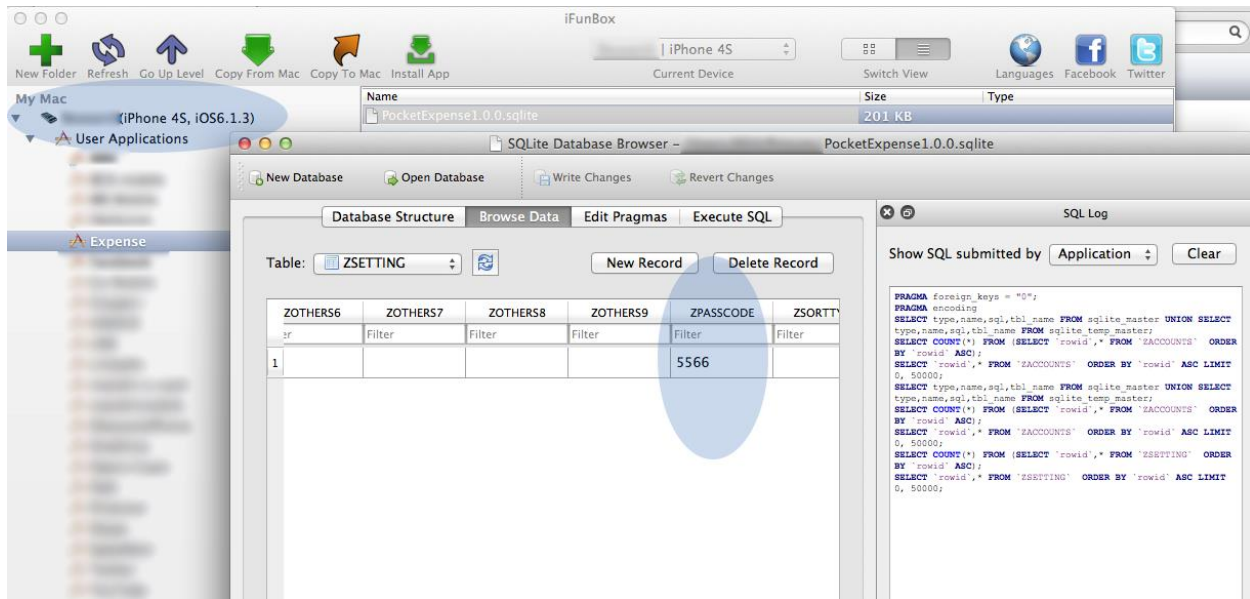 iFunBox
| iPhone 4S
New Folder Refresh Go Up Level Copy From Mac Copy To Mac Install App Current Device Switch View Languages Facebook Twitter
My Mac
(iPhone 4S, iOS6.1.3)
User Applications
Expense
Name Size Type
PocketExpense1.0.0.sqlite 201 KB
SQLite Database Browser – PocketExpense1.0.0.sqlite
New Database Open Database Write Changes Revert Changes
Database Structure Browse Data Edit Pragmas Execute SQL
Table: ZSETTING New Record Delete Record
ZOTHERS6 ZOTHERS7 ZOTHERS8 ZOTHERS9 ZPASSCODE ZSORTTY
er Filter Filter Filter Filter Filter
1 5566
SQL Log
Show SQL submitted by Application Clear
PRAGMA foreign_keys = "0";
PRAGMA encoding
SELECT type,name,sql,tbl_name FROM sqlite_master UNION SELECT
type,name,sql,tbl_name FROM sqlite_temp_master;
SELECT COUNT(*) FROM (SELECT `rowid`,* FROM `ZACCOUNTS` ORDER
BY `rowid` ASC);
SELECT `rowid`,* FROM `ZACCOUNTS` ORDER BY `rowid` ASC LIMIT
0, 50000;
SELECT type,name,sql,tbl_name FROM sqlite_master UNION SELECT
type,name,sql,tbl_name FROM sqlite_temp_master;
SELECT COUNT(*) FROM (SELECT `rowid`,* FROM `ZACCOUNTS` ORDER
BY `rowid` ASC);
SELECT `rowid`,* FROM `ZACCOUNTS` ORDER BY `rowid` ASC LIMIT
0, 50000;
SELECT COUNT(*) FROM (SELECT `rowid`,* FROM `ZSETTING` ORDER
BY `rowid` ASC);
SELECT `rowid`,* FROM `ZSETTING` ORDER BY `rowid` ASC LIMIT
0, 50000;